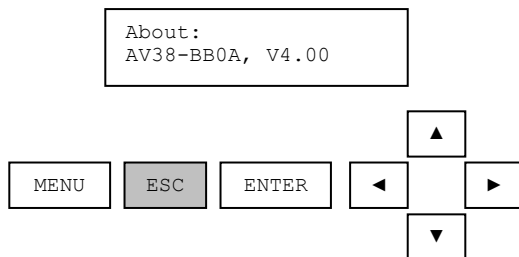 About:
AV38-BB0A, V4.00
▲
MENU ESC ENTER ◄ ►
▼